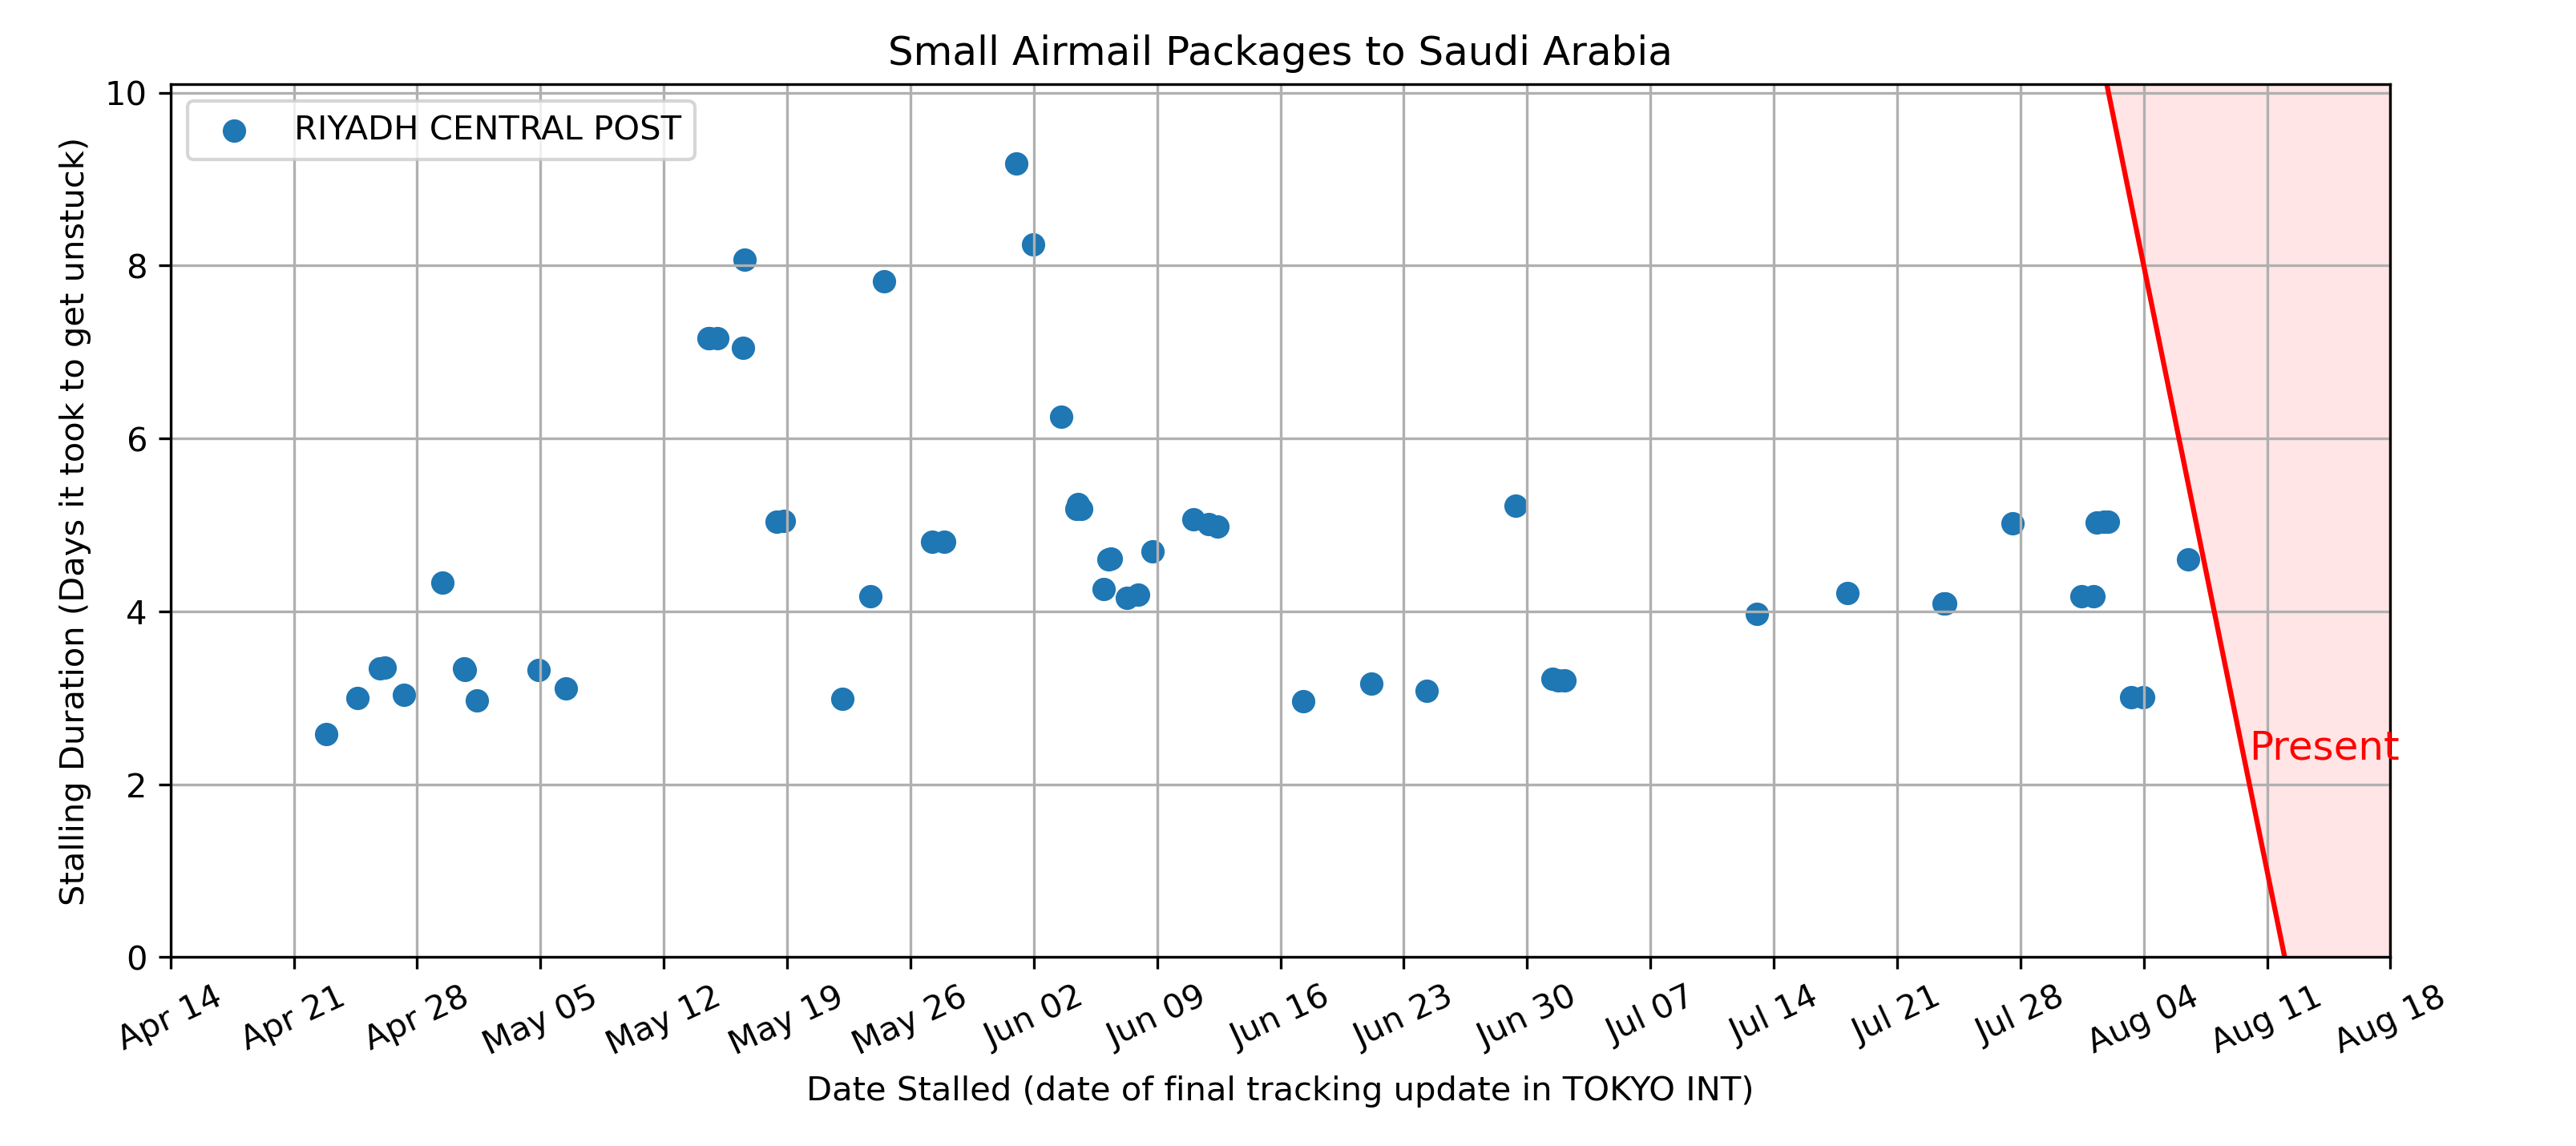 Small Airmail Packages to Saudi Arabia
RIYADH CENTRAL POST
Stalling Duration (Days it took to get unstuck)
10
8
6
4
2
0
Present
Apr 14
Apr 21
Apr 28
May 05
May 12
May 19
May 26
Jun 02
Jun 09
Jun 16
Jun 23
Jun 30
Jul 07
Jul 14
Jul 21
Jul 28
Aug 04
Aug 11
Aug 18
Date Stalled (date of final tracking update in TOKYO INT)